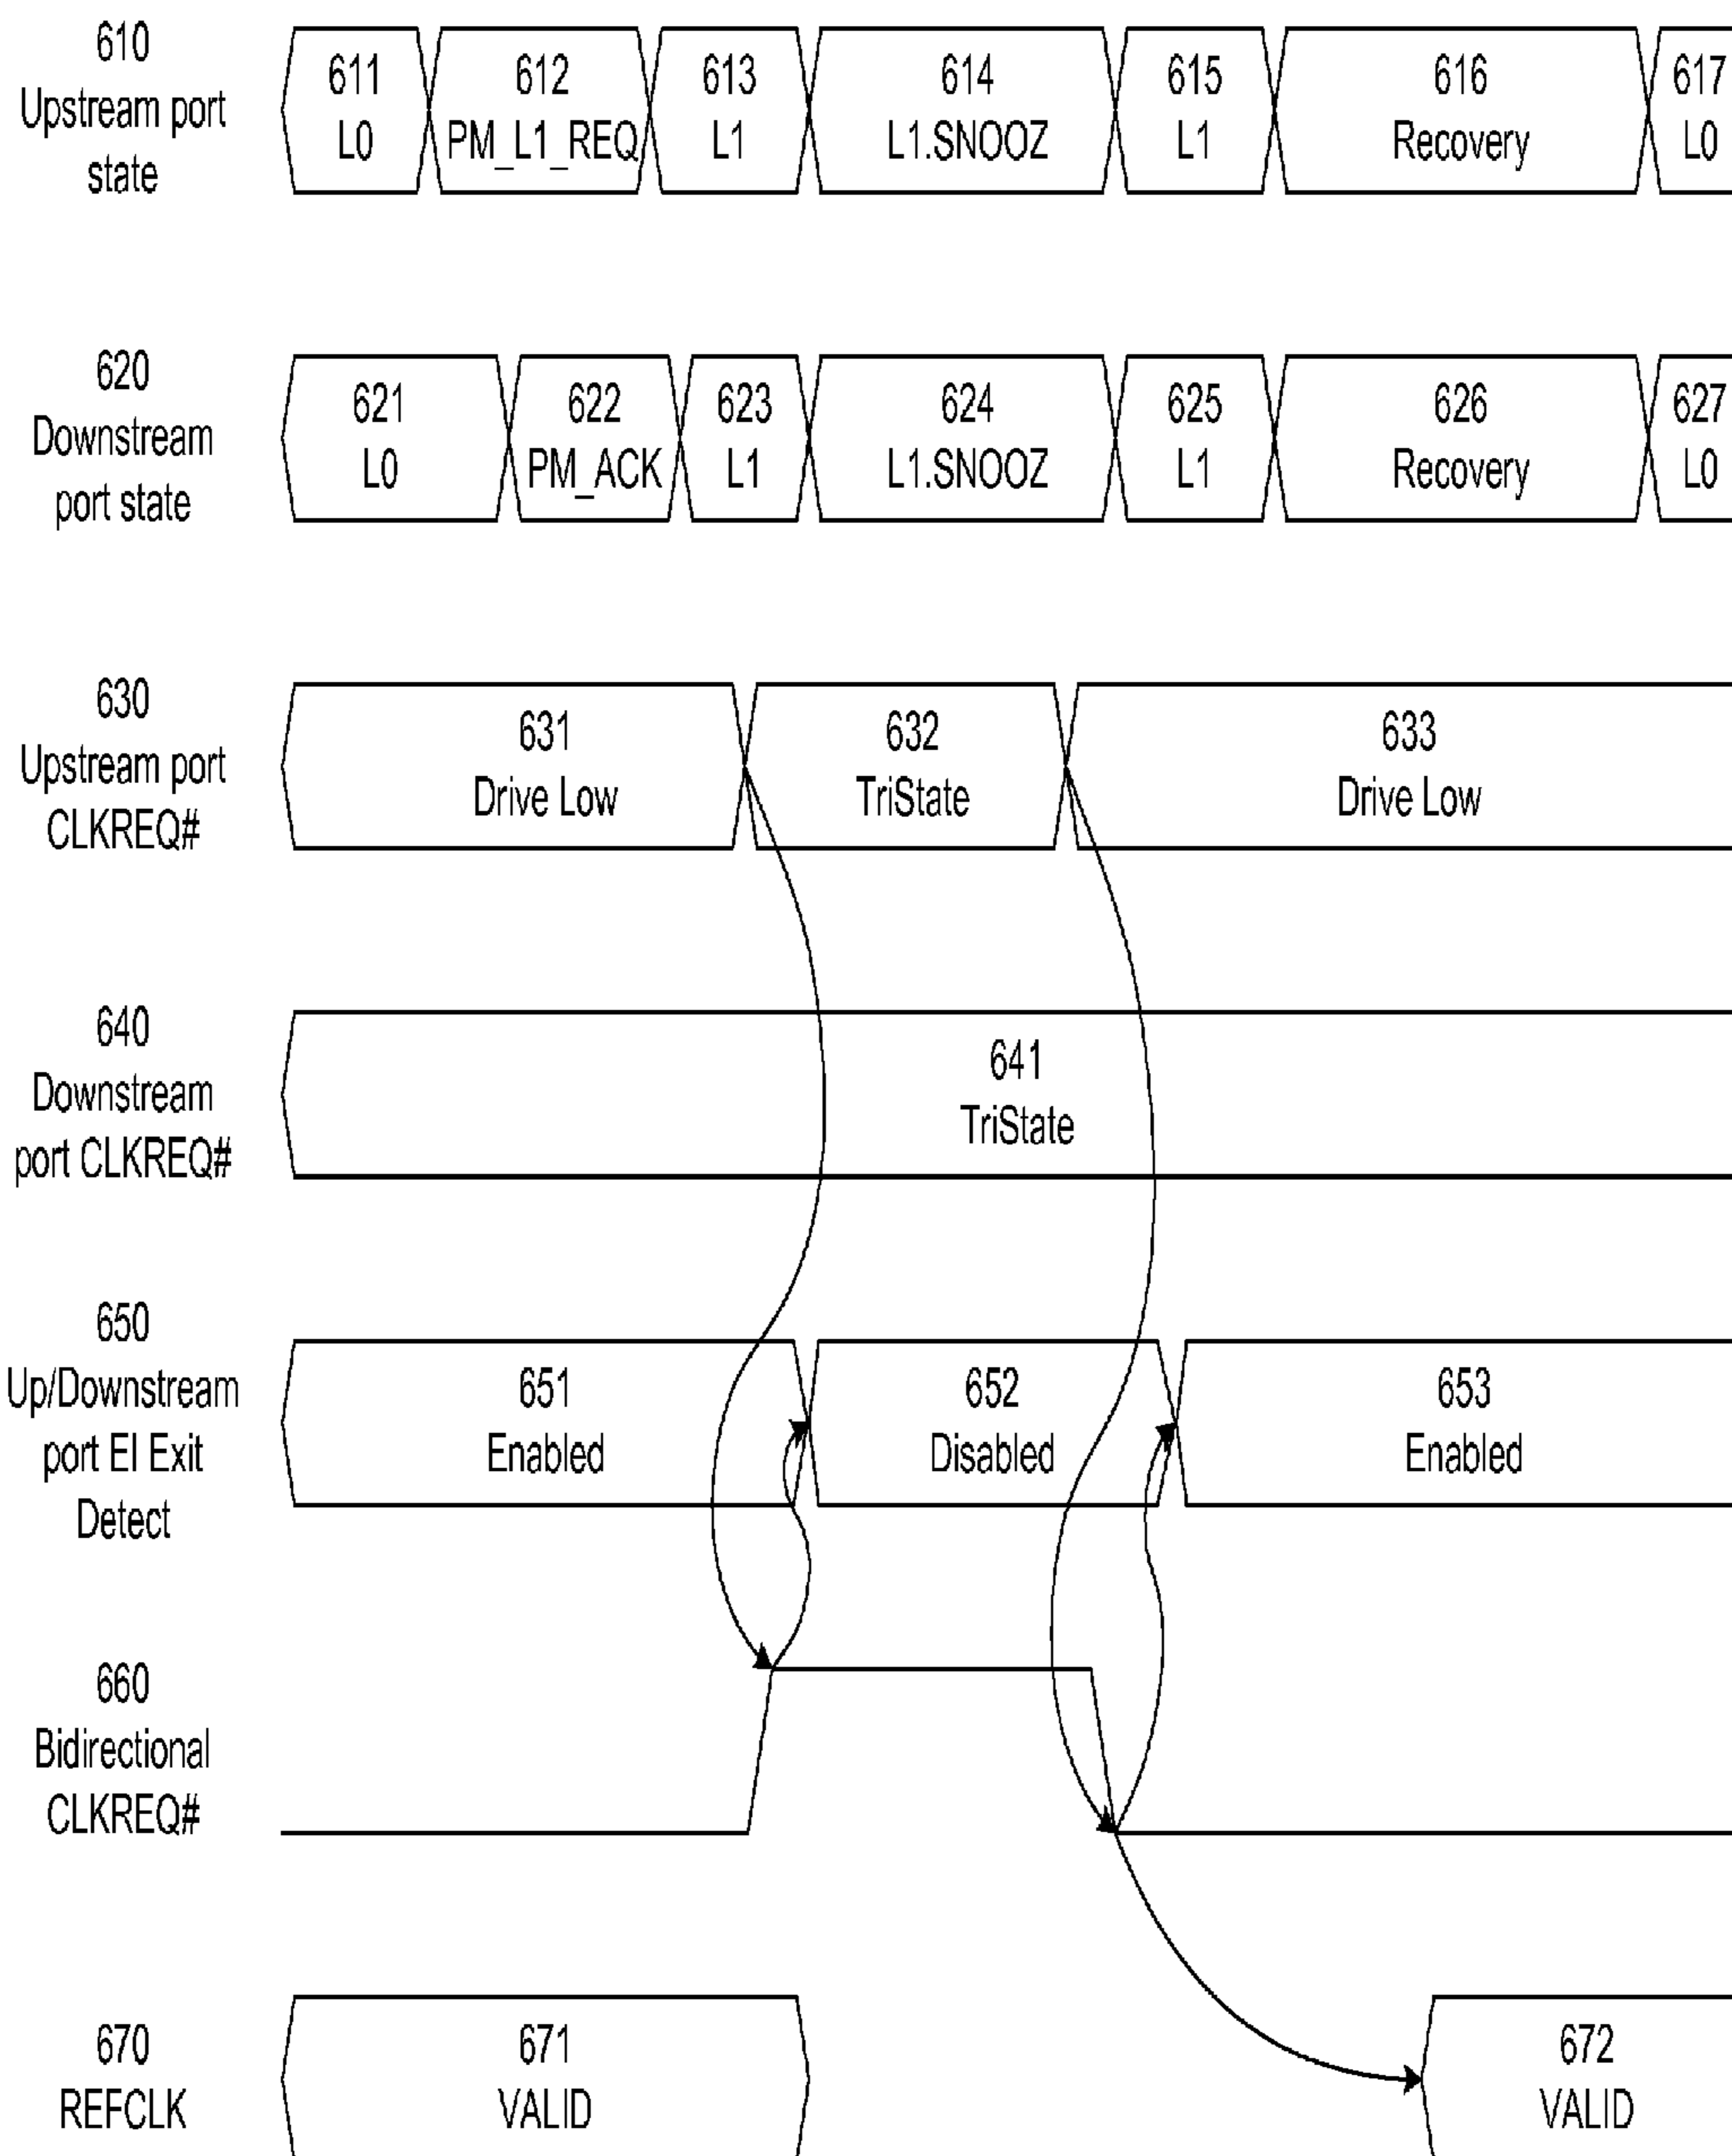 610
Upstream port
state
611
L0
612
PM_L1_REQ
613
L1
614
L1.SNOOZ
615
L1
616
Recovery
617
L0
620
Downstream
port state
621
L0
622
PM_ACK
623
L1
624
L1.SNOOZ
625
L1
626
Recovery
627
L0
630
Upstream port
CLKREQ#
631
Drive Low
632
TriState
633
Drive Low
640
Downstream
port CLKREQ#
641
TriState
650
Up/Downstream
port EI Exit
Detect
651
Enabled
652
Disabled
653
Enabled
660
Bidirectional
CLKREQ#
670
REFCLK
671
VALID
672
VALID